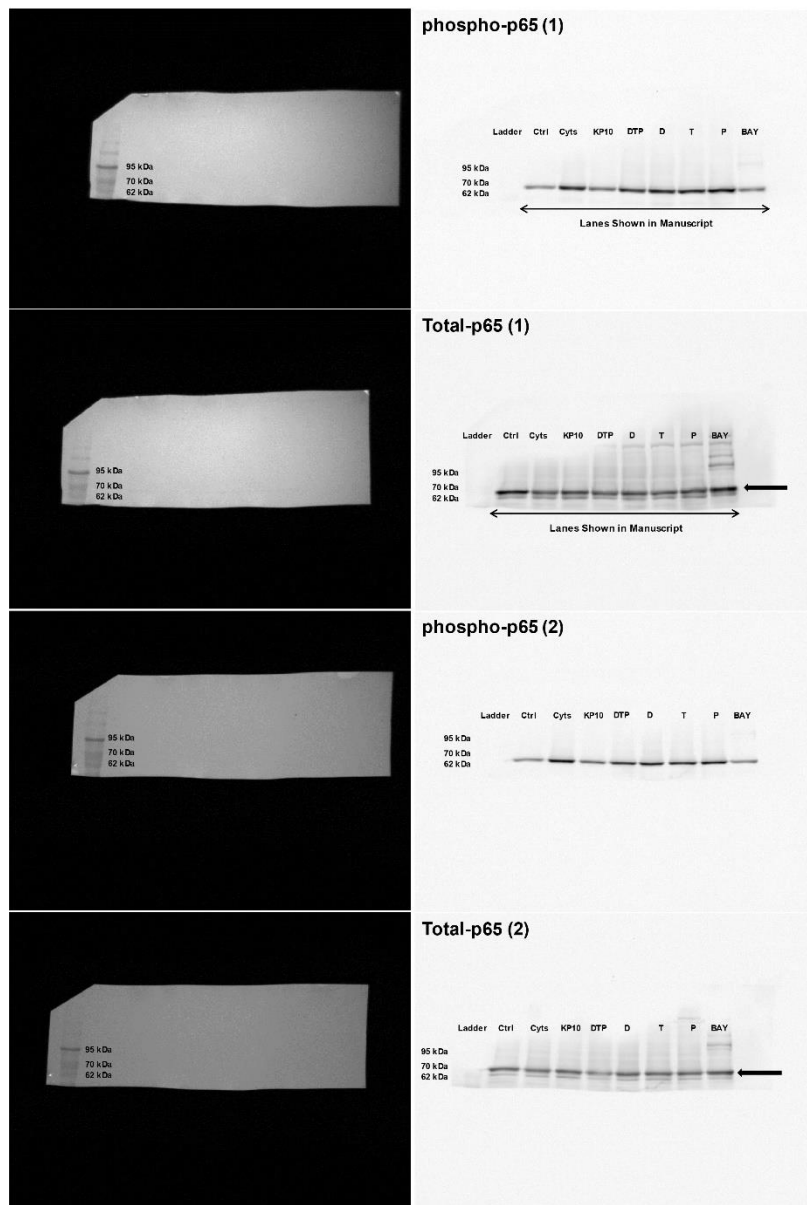 phospho-p65 (1)
Ladder Ctrl Cyts KP10 DTP D T P BAY
95 kDa
70 kDa
62 kDa
95 kDa
70 kDa
62 kDa
Lanes Shown in Manuscript
Total-p65 (1)
Ladder Ctrl Cyts KP10 DTP D T P BAY
95 kDa
70 kDa
62 kDa
95 kDa
70 kDa
62 kDa
Lanes Shown in Manuscript
phospho-p65 (2)
Ladder Ctrl Cyts KP10 DTP D T P BAY
95 kDa
70 kDa
62 kDa
95 kDa
70 kDa
62 kDa
Total-p65 (2)
Ladder Ctrl Cyts KP10 DTP D T P BAY
95 kDa
70 kDa
62 kDa
95 kDa
70 kDa
62 kDa